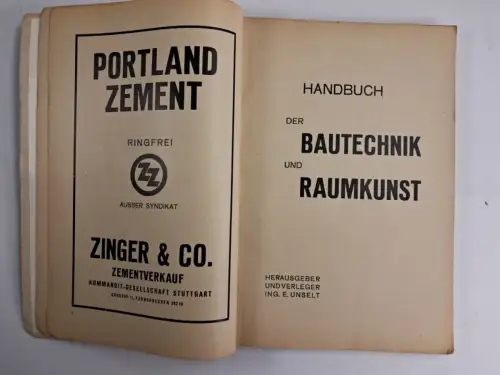 PORTLAND
ZEMENT
RINGFREI
ZZ
AUSSER SYNDIKAT
ZINGER & CO.
ZEMENTVERKAUF
KOMMANDIT-GESELLSCHAFT STUTTGART
HANDBUCH
DER
BAUTECHNIK
UND
RAUMKUNST
HERAUSGEBER
UND VERLEGER
ING. E. UNSELT